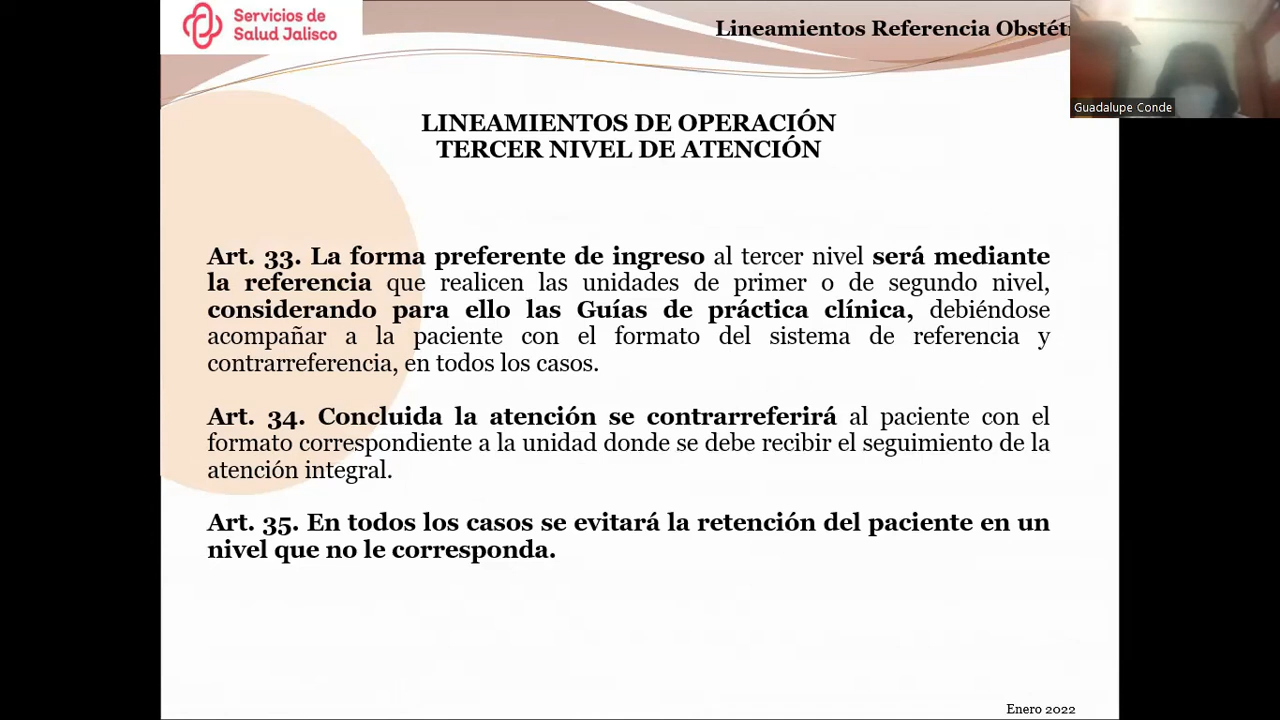 Servicios de
Salud Jalisco
Lineamientos Referencia
Guadalupe Conde
LINEAMIENTOS DE OPERACIÓN
TERCER NIVEL DE ATENCIÓN
Art. 33. La forma preferente de ingreso al tercer nivel será mediante
la referencia que realicen las unidades de primer o de segundo nivel,
considerando para ello las Guías de práctica clínica, debiéndose
acompañar a la paciente con el formato del sistema de referencia y
contrarreferencia, en todos los casos.
Art. 34. Concluida la atención se contrarreferirá al paciente con el
formato correspondiente a la unidad donde se debe recibir el seguimiento de la
atención integral.
Art. 35. En todos los casos se evitará la retención del paciente en un
nivel que no le corresponda.
Enero 2022